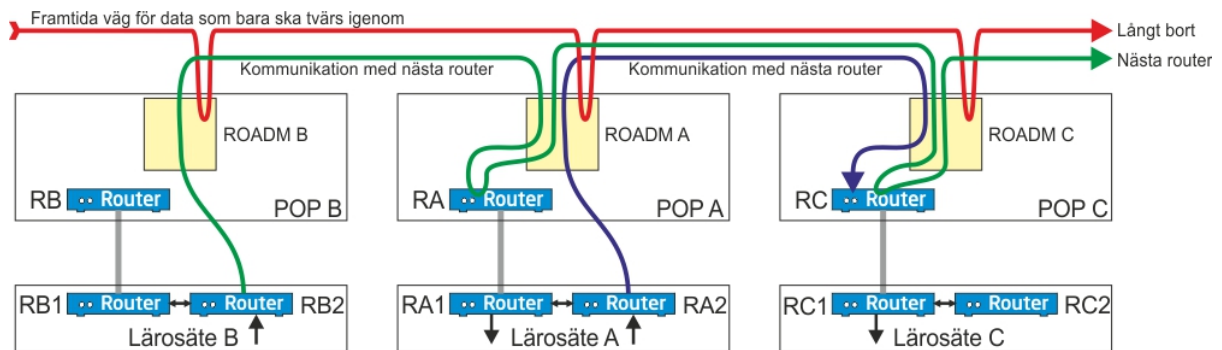 Framtida väg för data som bara ska tvärs igenom
Långt bort
Nästa router
Kommunikation med nästa router
Kommunikation med nästa router
ROADM B
ROADM A
ROADM C
RB Router
POP B
RA Router
POP A
RC Router
POP C
RB1 Router Router RB2
RA1 Router Router RA2
RC1 Router Router RC2
Lärosäte B
Lärosäte A
Lärosäte C